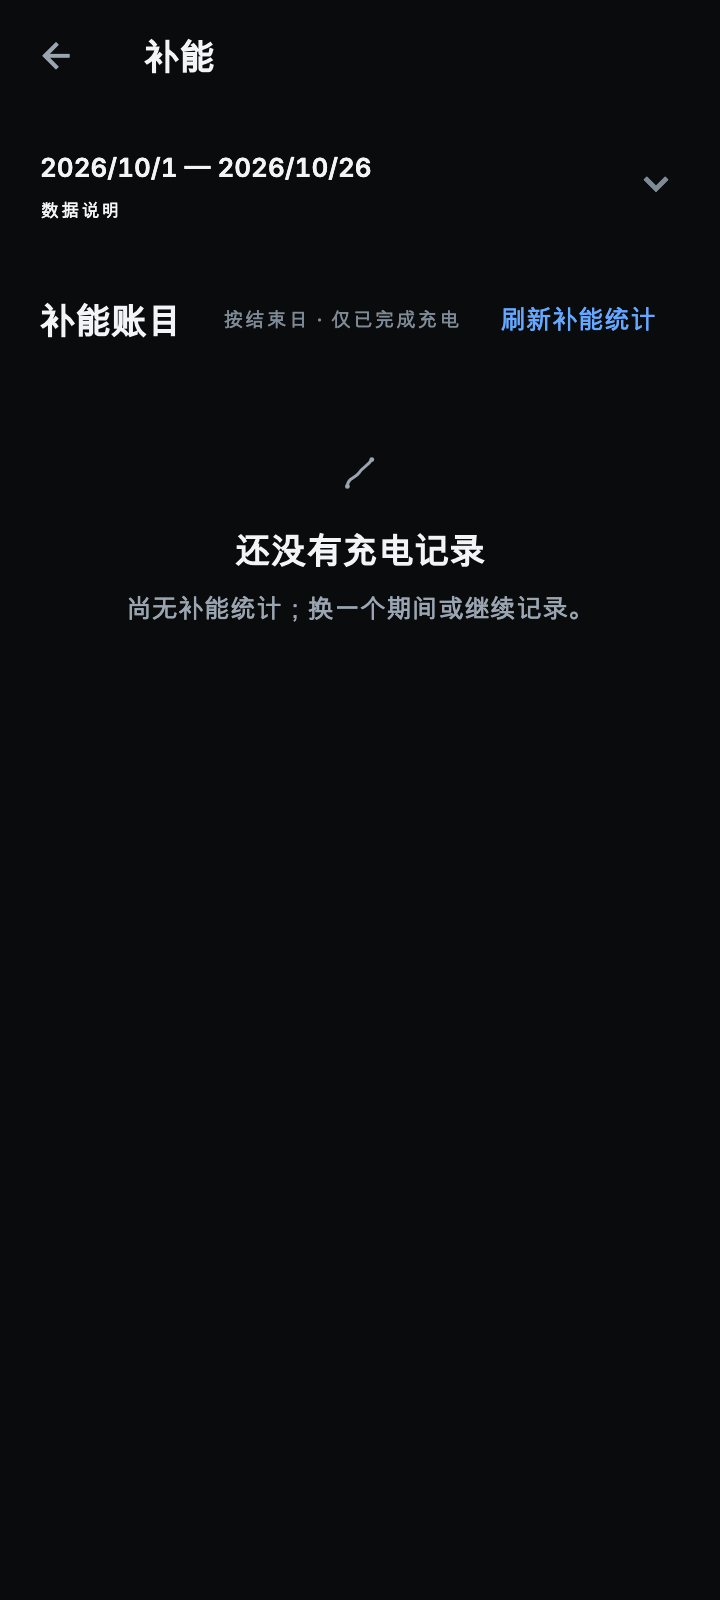 补能
2026/10/1 — 2026/10/26
数据说明
补能账目 按结束日 · 仅已完成充电 刷新补能统计
还没有充电记录
尚无补能统计；换一个期间或继续记录。